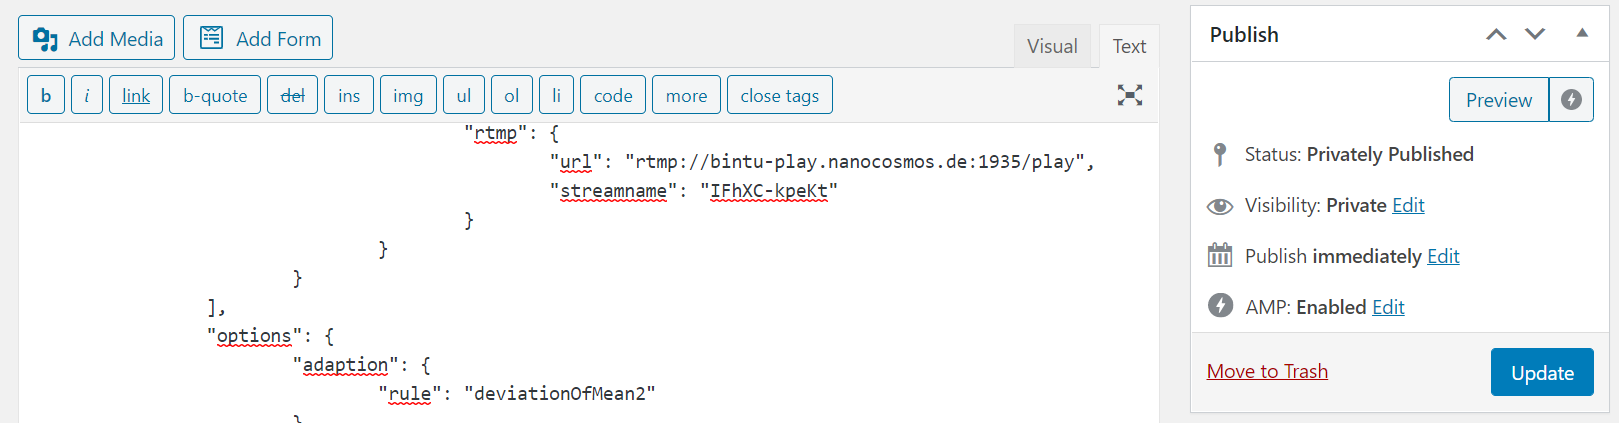 Add Media Add Form
Visual Text
b i link b-quote del ins img ul ol li code more close tags
"rtmp": {
"url": "rtmp://bintu-play.nanocosmos.de:1935/play",
"streamname": "IFhXC-kpeKt"
}
}
}
],
"options": {
"adaption": {
"rule": "deviationOfMean2"
Publish
Preview
Status: Privately Published
Visibility: Private Edit
Publish immediately Edit
AMP: Enabled Edit
Move to Trash Update